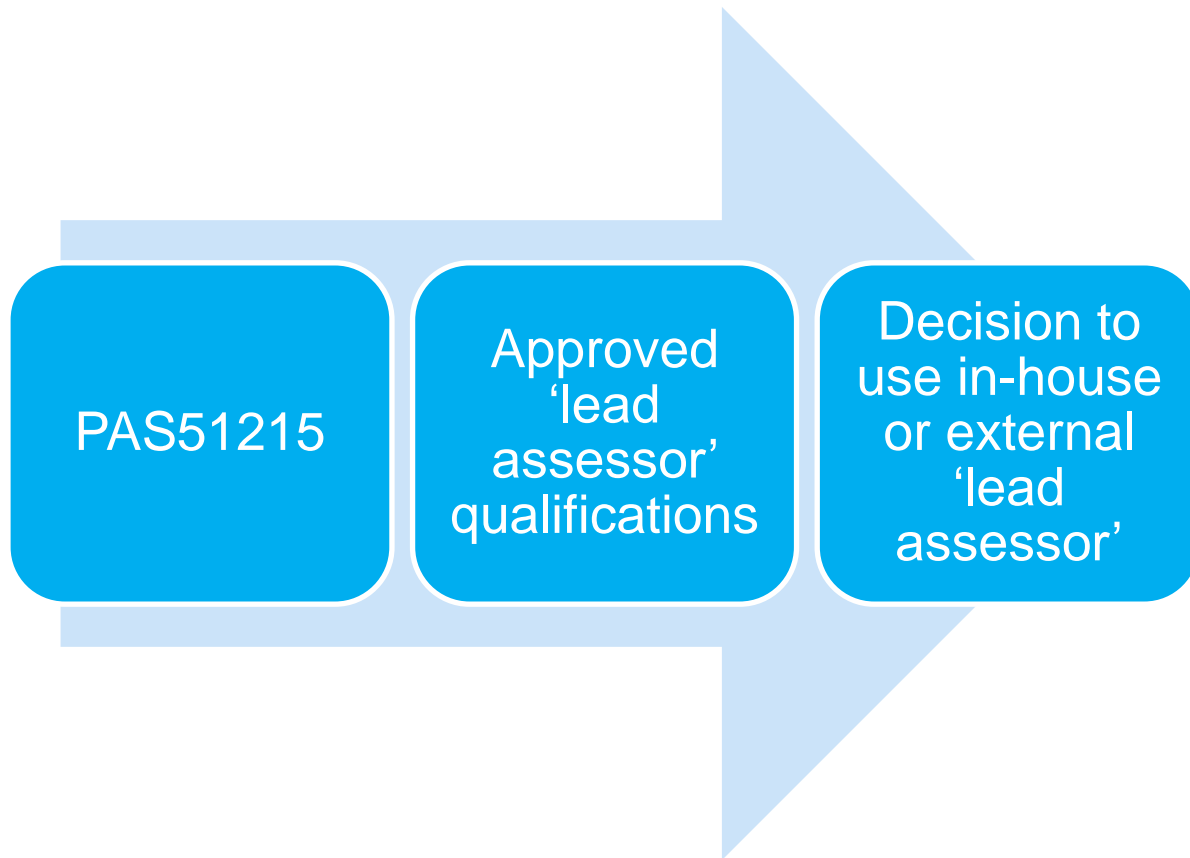 PAS51215
Approved
‘lead
assessor’
qualifications
Decision to
use in-house
or external
‘lead
assessor’